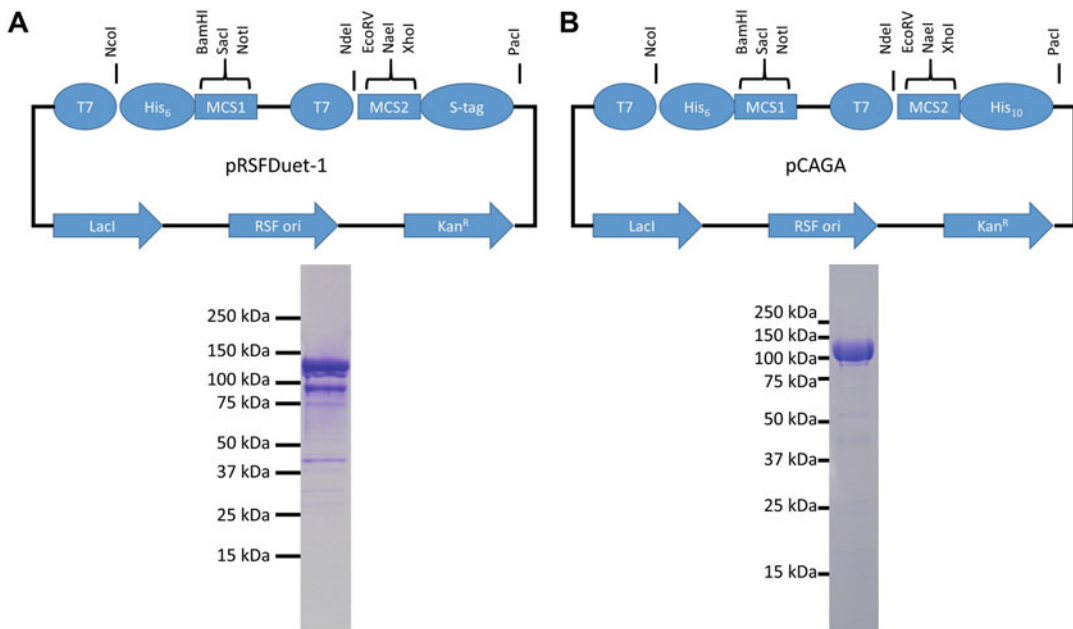 A
NcoI
BamHI
SacI
NotI
NdeI
EcoRV
NaeI
XhoI
PacI
T7
His6
MCS1
T7
MCS2
S-tag
pRSFDuet-1
LacI
RSF ori
KanR
250 kDa
150 kDa
100 kDa
75 kDa
50 kDa
37 kDa
25 kDa
15 kDa
B
NcoI
BamHI
SacI
NotI
NdeI
EcoRV
NaeI
XhoI
PacI
T7
His6
MCS1
T7
MCS2
His10
pCAGA
LacI
RSF ori
KanR
250 kDa
150 kDa
100 kDa
75 kDa
50 kDa
37 kDa
25 kDa
15 kDa